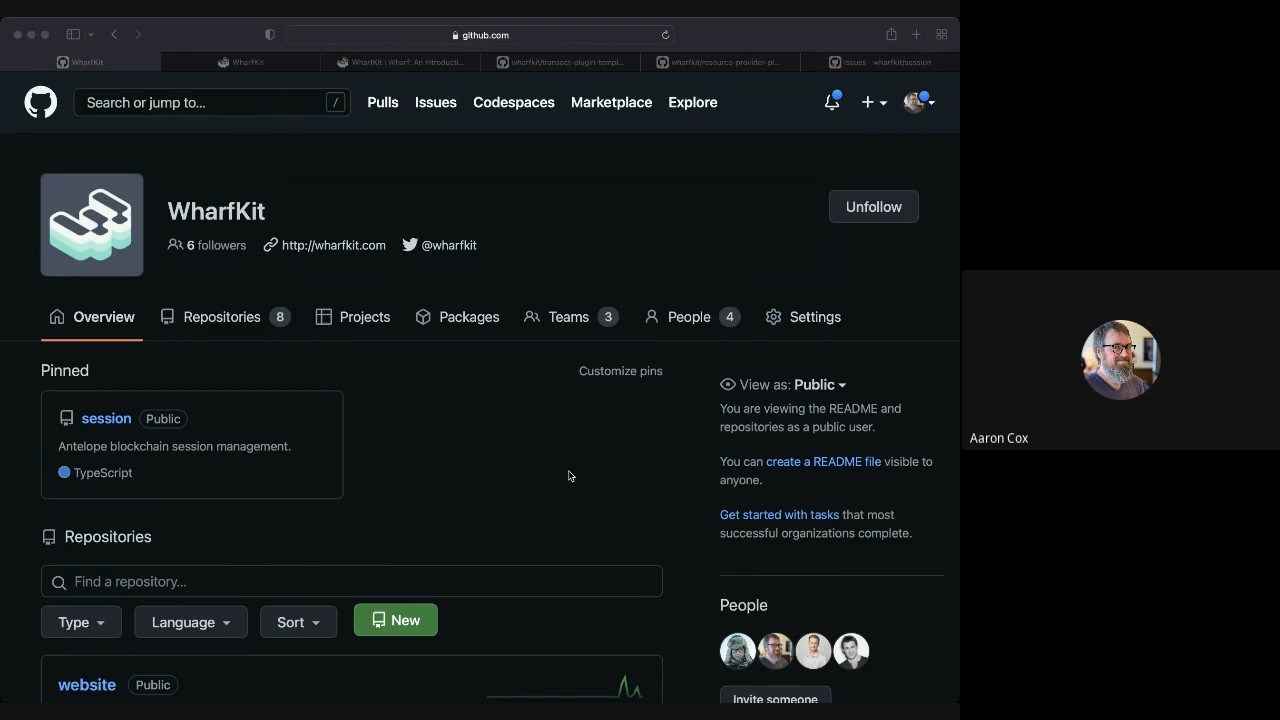 github.com
WharfKit
WharfKit
WharfKit | Wharf: An Introducti...
wharfkit/transact-plugin-templ...
wharfkit/resource-provider-pl...
Issues · wharfkit/session
Search or jump to...
/
Pulls
Issues
Codespaces
Marketplace
Explore
WharfKit
Unfollow
6 followers
http://wharfkit.com
@wharfkit
Overview
Repositories 8
Projects
Packages
Teams 3
People 4
Settings
Pinned
Customize pins
session Public
Antelope blockchain session management.
TypeScript
View as: Public
You are viewing the README and
repositories as a public user.
You can create a README file visible to
anyone.
Get started with tasks that most
successful organizations complete.
Repositories
Find a repository...
Type
Language
Sort
New
website Public
People
Invite someone
Aaron Cox